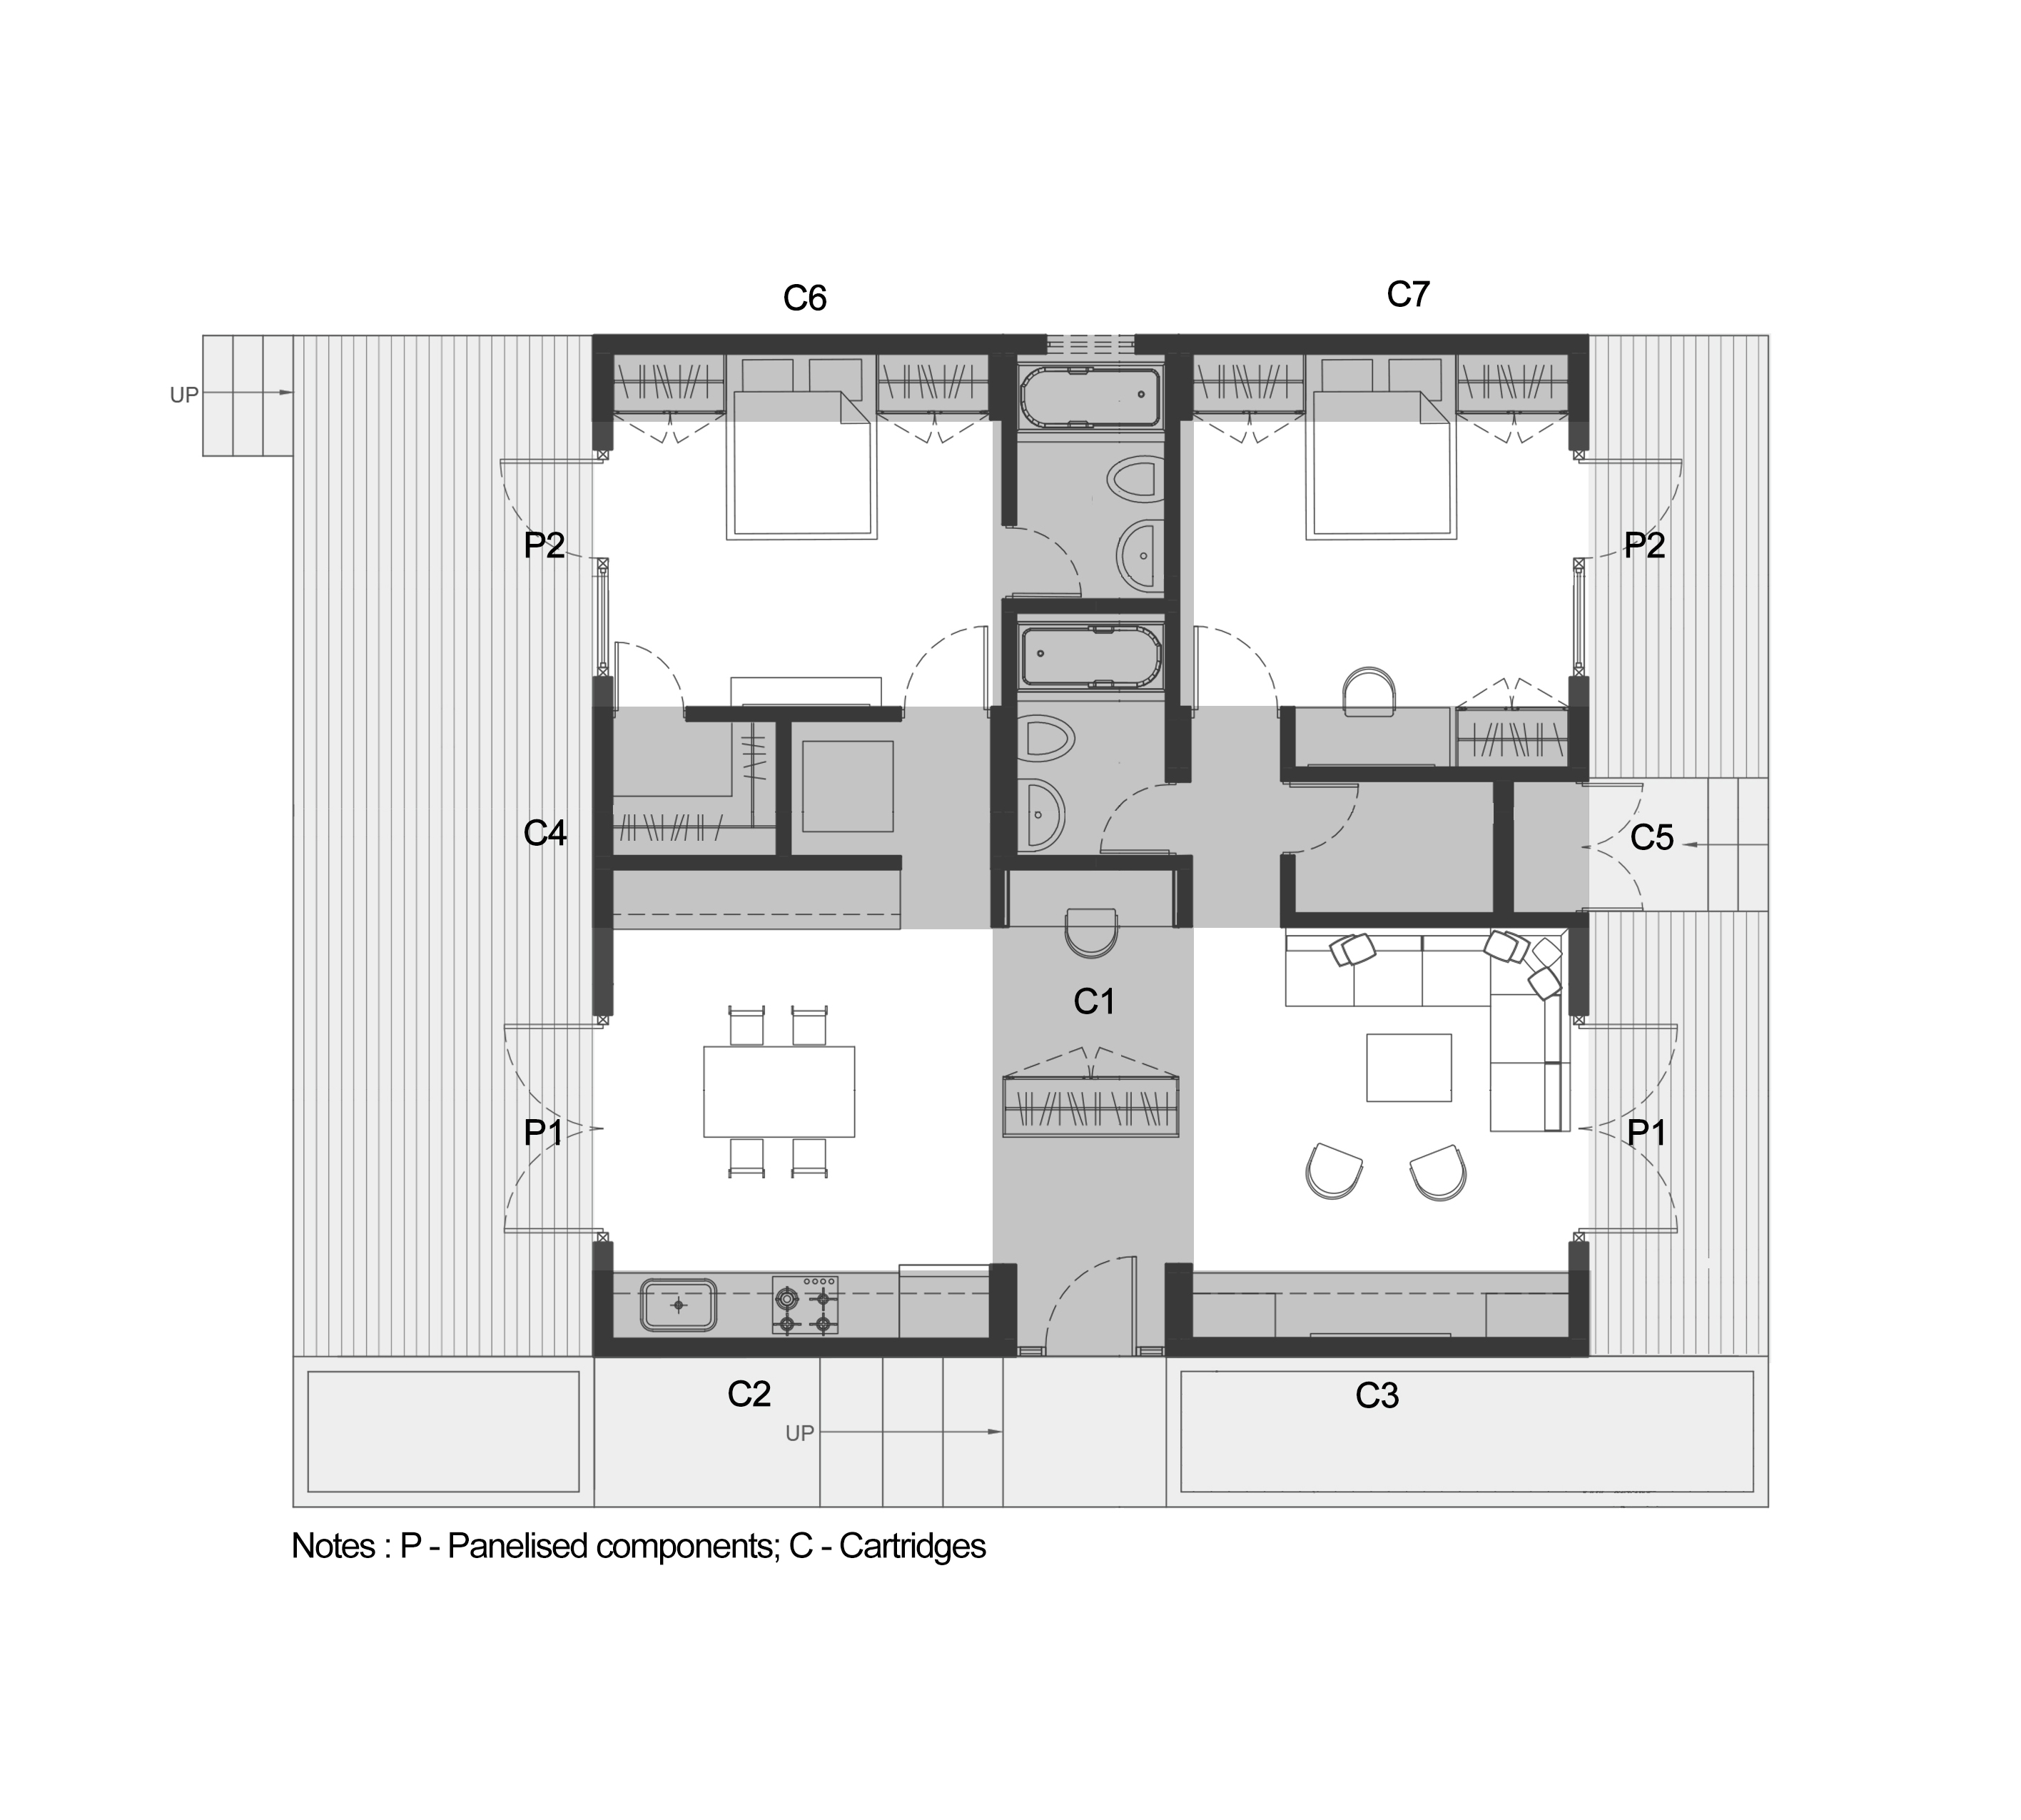 C6
C7
UP
P2
P2
C4
C5
C1
P1
P1
C2
C3
UP
Notes : P - Panelised components; C - Cartridges